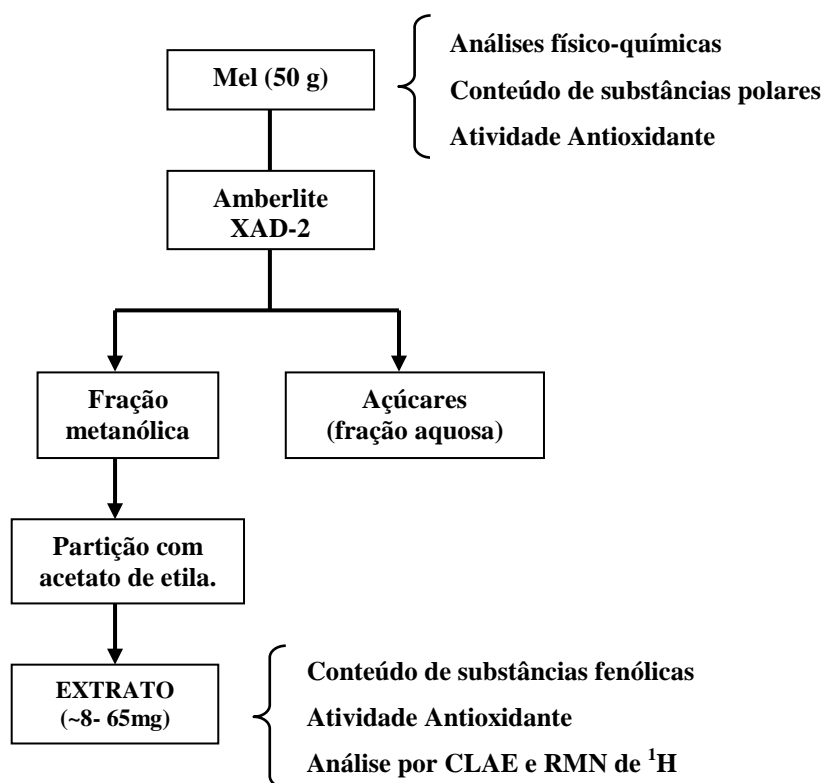 Mel (50 g)
Análises físico-químicas
Conteúdo de substâncias polares
Atividade Antioxidante
Amberlite
XAD-2
Fração
metanólica
Açúcares
(fração aquosa)
Partição com
acetato de etila.
EXTRATO
(~8- 65mg)
Conteúdo de substâncias fenólicas
Atividade Antioxidante
Análise por CLAE e RMN de ¹H